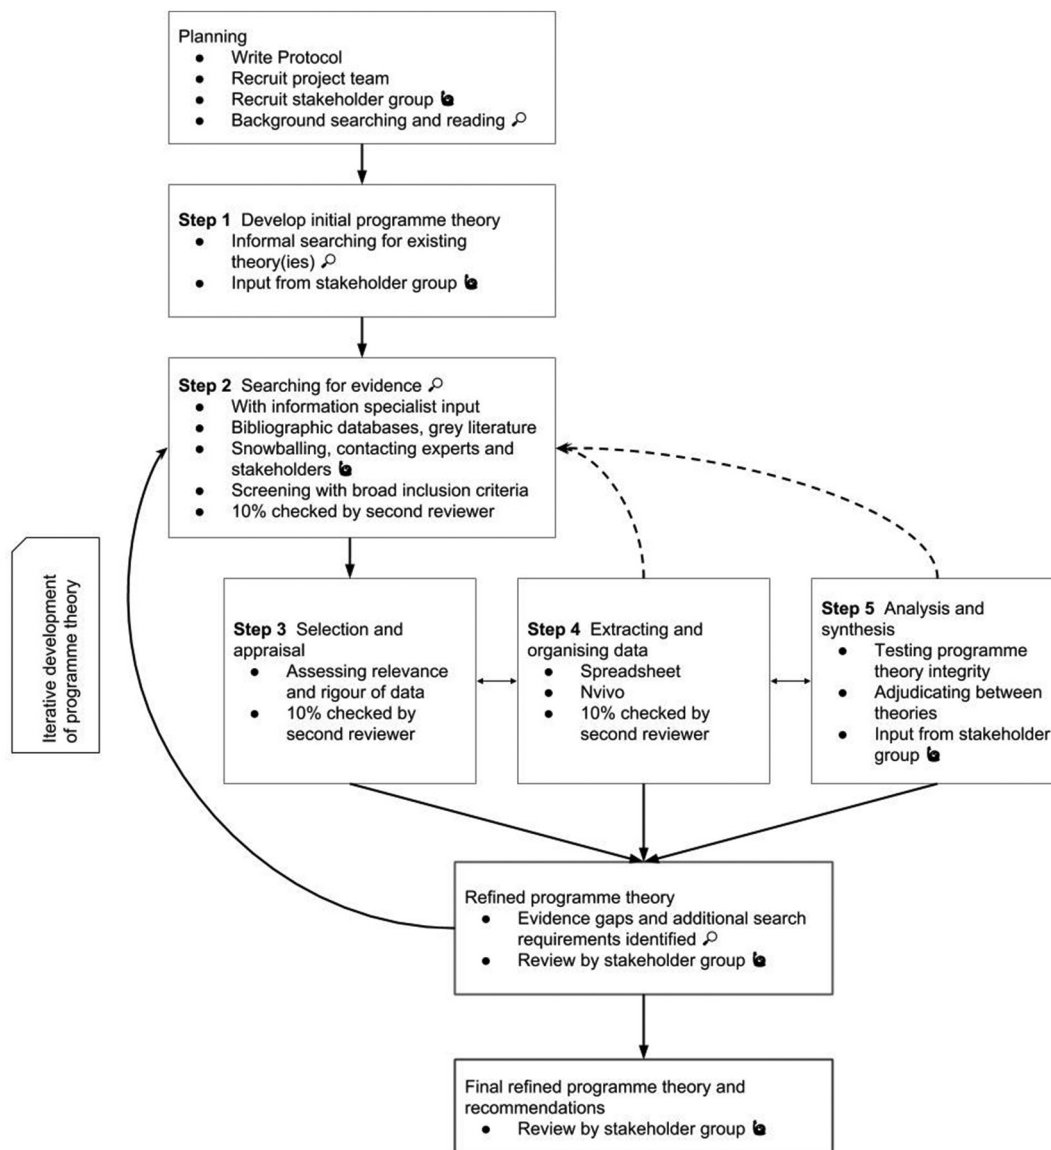 Planning
● Write Protocol
● Recruit project team
● Recruit stakeholder group
● Background searching and reading
Step 1 Develop initial programme theory
● Informal searching for existing
theory(ies)
● Input from stakeholder group
Step 2 Searching for evidence
● With information specialist input
● Bibliographic databases, grey literature
● Snowballing, contacting experts and
stakeholders
● Screening with broad inclusion criteria
● 10% checked by second reviewer
Iterative development
of programme theory
Step 3 Selection and
appraisal
● Assessing relevance
and rigour of data
● 10% checked by
second reviewer
Step 4 Extracting and
organising data
● Spreadsheet
● Nvivo
● 10% checked by
second reviewer
Step 5 Analysis and
synthesis
● Testing programme
theory integrity
● Adjudicating between
theories
● Input from stakeholder
group
Refined programme theory
● Evidence gaps and additional search
requirements identified
● Review by stakeholder group
Final refined programme theory and
recommendations
● Review by stakeholder group